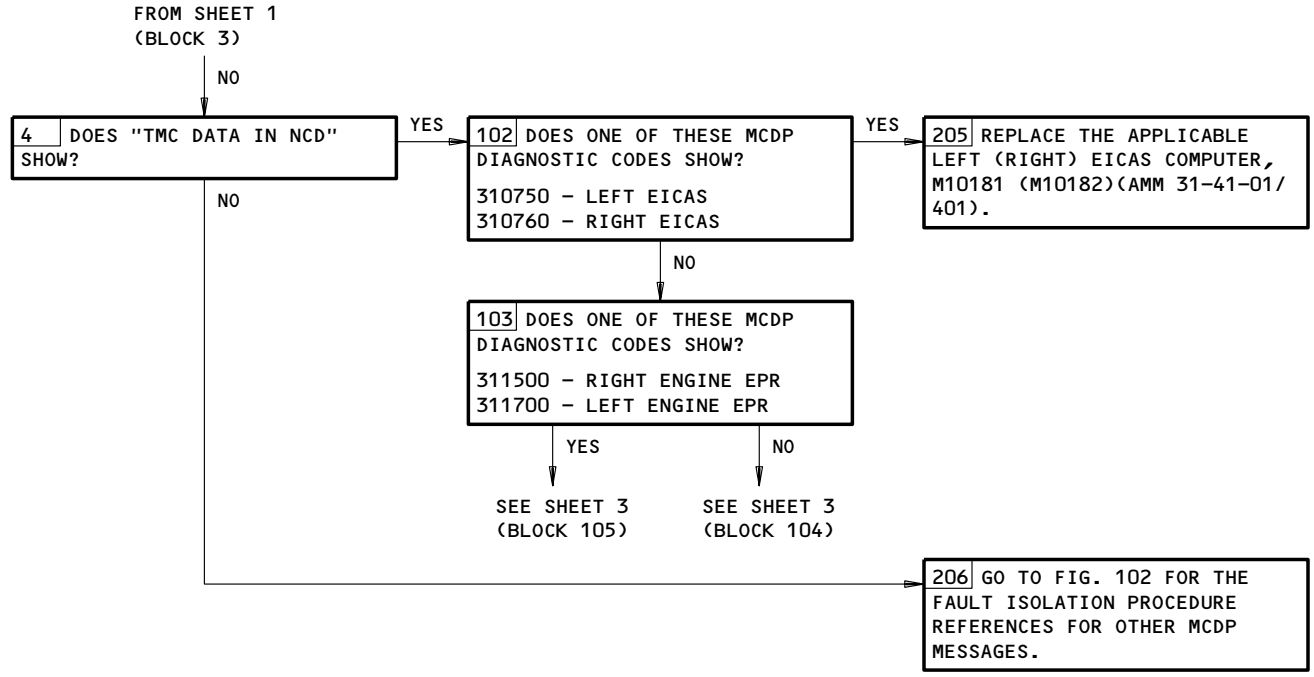 FROM SHEET 1
(BLOCK 3)
NO
4 DOES "TMC DATA IN NCD"
SHOW?
YES
102 DOES ONE OF THESE MCDP
DIAGNOSTIC CODES SHOW?
310750 – LEFT EICAS
310760 – RIGHT EICAS
YES
205 REPLACE THE APPLICABLE
LEFT (RIGHT) EICAS COMPUTER,
M10181 (M10182)(AMM 31–41–01/
401).
NO
NO
103 DOES ONE OF THESE MCDP
DIAGNOSTIC CODES SHOW?
311500 – RIGHT ENGINE EPR
311700 – LEFT ENGINE EPR
YES
NO
SEE SHEET 3
(BLOCK 105)
SEE SHEET 3
(BLOCK 104)
206 GO TO FIG. 102 FOR THE
FAULT ISOLATION PROCEDURE
REFERENCES FOR OTHER MCDP
MESSAGES.